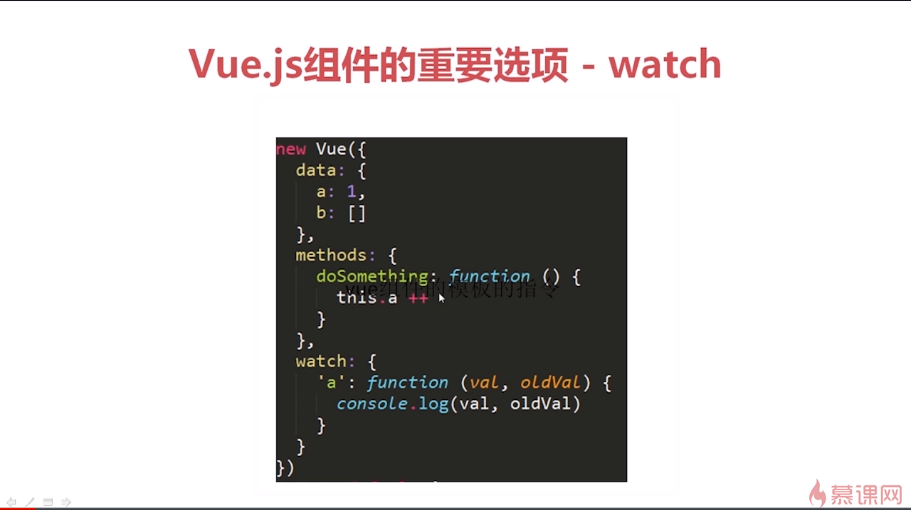 Vue.js组件的重要选项 - watch
new Vue({
data: {
a: 1,
b: []
},
methods: {
doSomething: function () {
vue组件的模板的指令
this.a ++
}
},
watch: {
'a': function (val, oldVal) {
console.log(val, oldVal)
}
}
})
慕课网